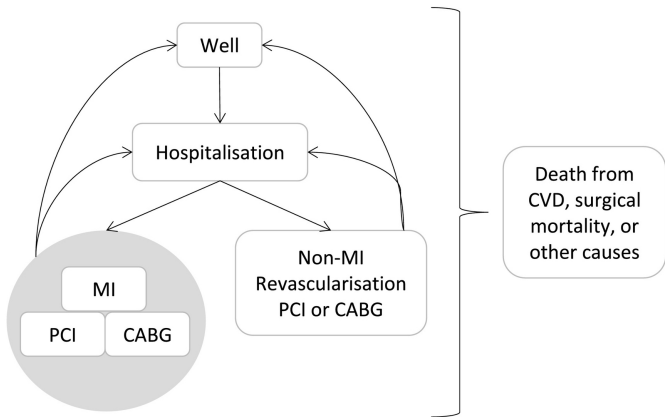 Well
Hospitalisation
Death from
CVD, surgical
mortality, or
other causes
Non-MI
Revascularisation
PCI or CABG
MI
PCI
CABG